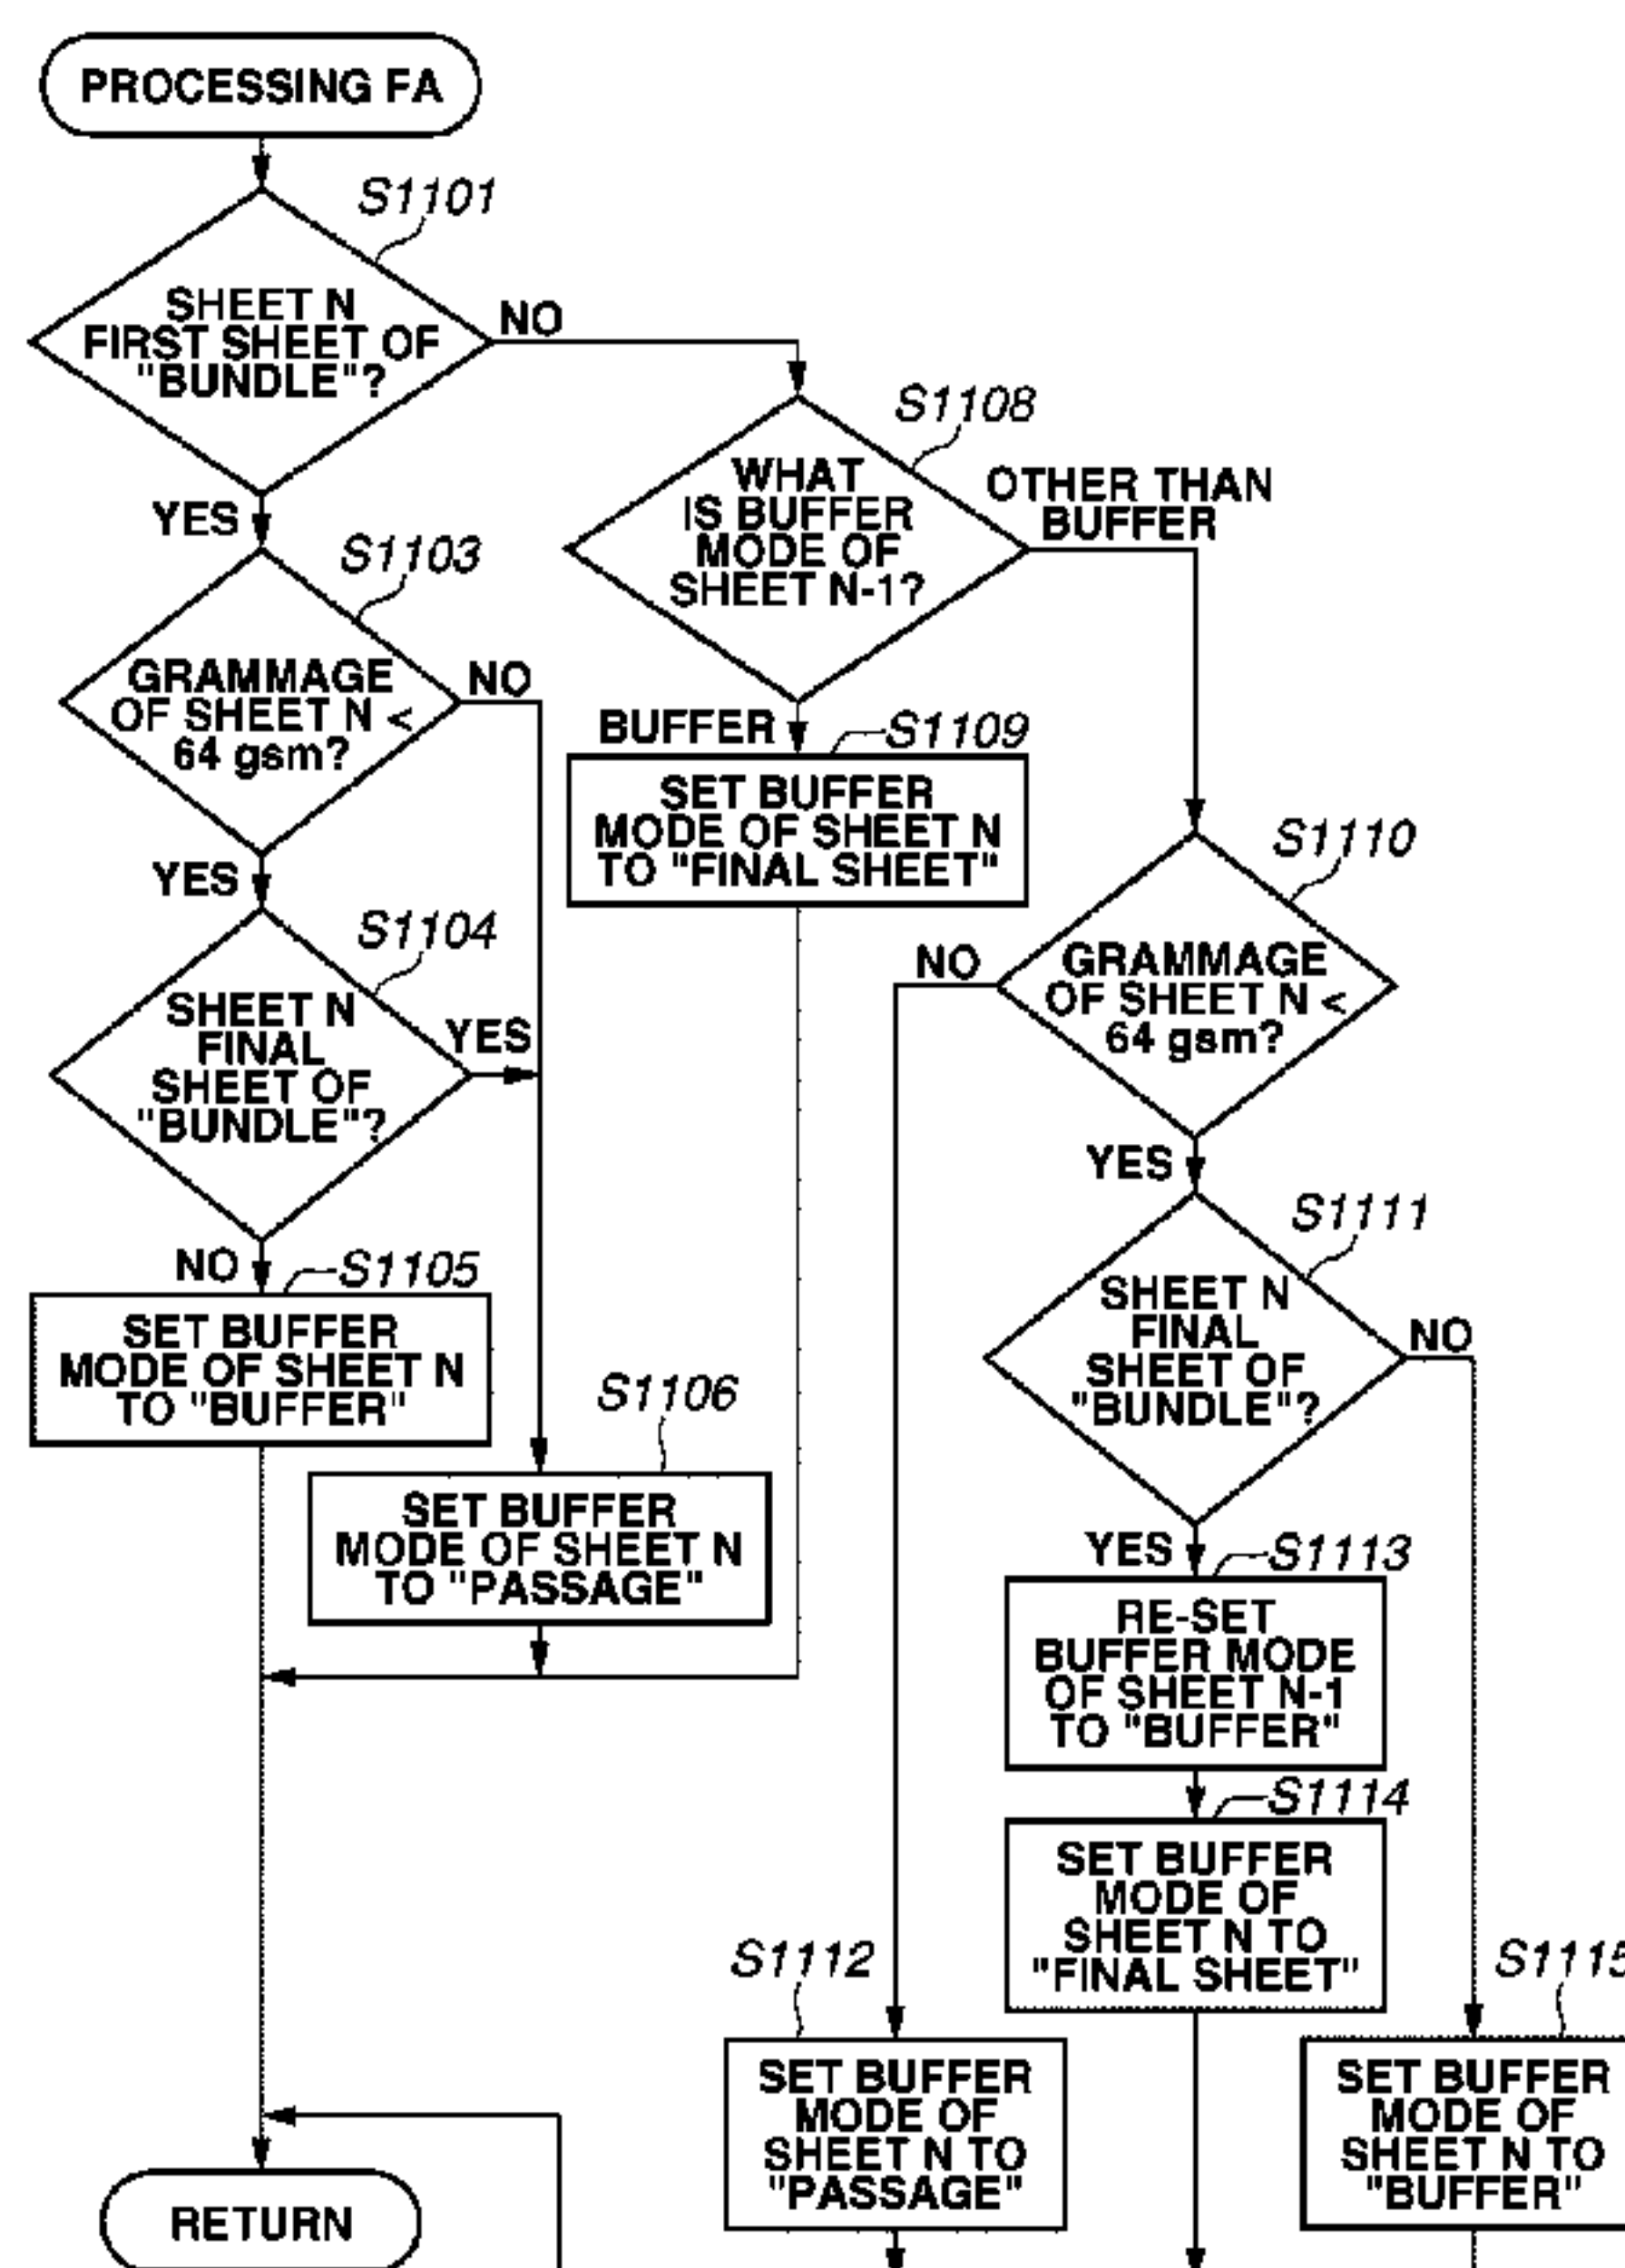 PROCESSING FA
S1101
SHEET N
FIRST SHEET OF
"BUNDLE"?
NO
YES
S1108
WHAT
IS BUFFER
MODE OF
SHEET N-1?
OTHER THAN
BUFFER
BUFFER
S1103
GRAMMAGE
OF SHEET N <
64 gsm?
NO
YES
S1109
SET BUFFER
MODE OF SHEET N
TO "FINAL SHEET"
S1104
SHEET N
FINAL
SHEET OF
"BUNDLE"?
YES
NO
S1110
GRAMMAGE
OF SHEET N <
64 gsm?
NO
YES
S1105
SET BUFFER
MODE OF SHEET N
TO "BUFFER"
S1106
SET BUFFER
MODE OF SHEET N
TO "PASSAGE"
S1111
SHEET N
FINAL
SHEET OF
"BUNDLE"?
NO
YES
S1113
RE-SET
BUFFER MODE
OF SHEET N-1
TO "BUFFER"
S1114
SET BUFFER
MODE OF
SHEET N TO
"FINAL SHEET"
S1112
SET BUFFER
MODE OF
SHEET N TO
"PASSAGE"
S1115
SET BUFFER
MODE OF
SHEET N TO
"BUFFER"
RETURN